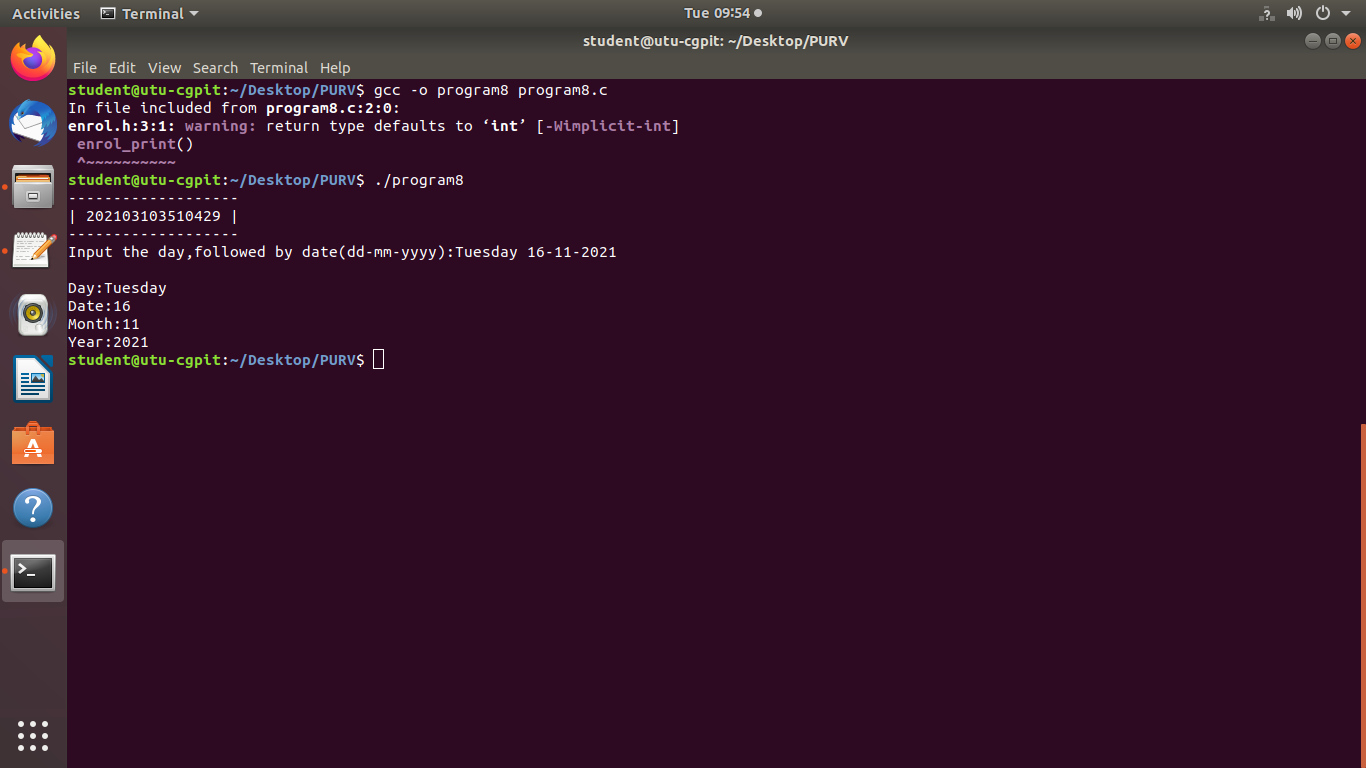 Activities Terminal Tue 09:54
student@utu-cgpit: ~/Desktop/PURV
File Edit View Search Terminal Help
student@utu-cgpit:~/Desktop/PURV$ gcc -o program8 program8.c
In file included from program8.c:2:0:
enrol.h:3:1: warning: return type defaults to ‘int’ [-Wimplicit-int]
 enrol_print()
 ^~~~~~~~~~~
student@utu-cgpit:~/Desktop/PURV$ ./program8
-------------------
| 202103103510429 |
-------------------
Input the day,followed by date(dd-mm-yyyy):Tuesday 16-11-2021
Day:Tuesday
Date:16
Month:11
Year:2021
student@utu-cgpit:~/Desktop/PURV$